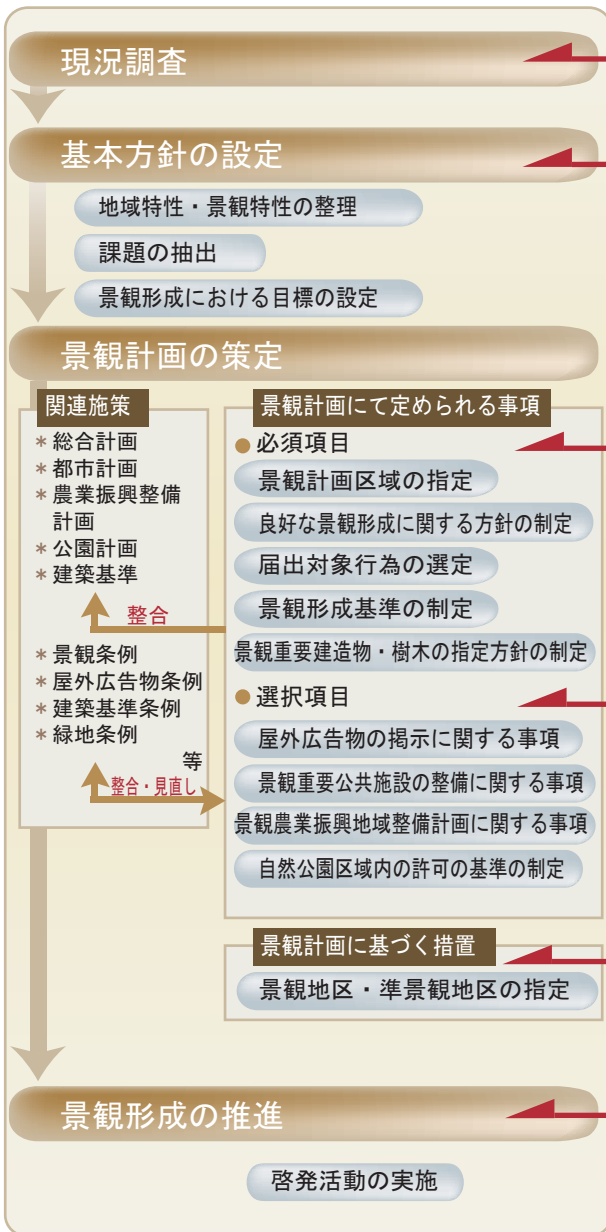 現況調査
基本方針の設定
地域特性・景観特性の整理
課題の抽出
景観形成における目標の設定
景観計画の策定
関連施策
＊総合計画
＊都市計画
＊農業振興整備
計画
＊公園計画
＊建築基準
整合
＊景観条例
＊屋外広告物条例
＊建築基準条例
＊緑地条例
等
整合・見直し
景観計画にて定められる事項
●必須項目
景観計画区域の指定
良好な景観形成に関する方針の制定
届出対象行為の選定
景観形成基準の制定
景観重要建造物・樹木の指定方針の制定
●選択項目
屋外広告物の掲示に関する事項
景観重要公共施設の整備に関する事項
景観農業振興地域整備計画に関する事項
自然公園区域内の許可の基準の制定
景観計画に基づく措置
景観地区・準景観地区の指定
景観形成の推進
啓発活動の実施